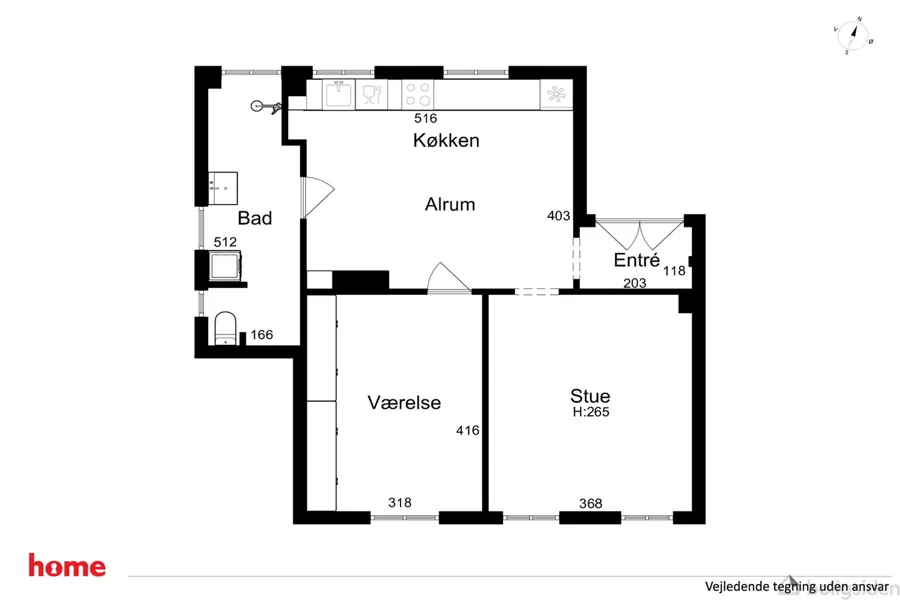 N
V
Ø
S
516
Køkken
Alrum
403
Bad
512
Entré
118
203
166
Værelse
416
318
Stue
H:265
368
home
Vejledende tegning uden ansvar
boligsiden